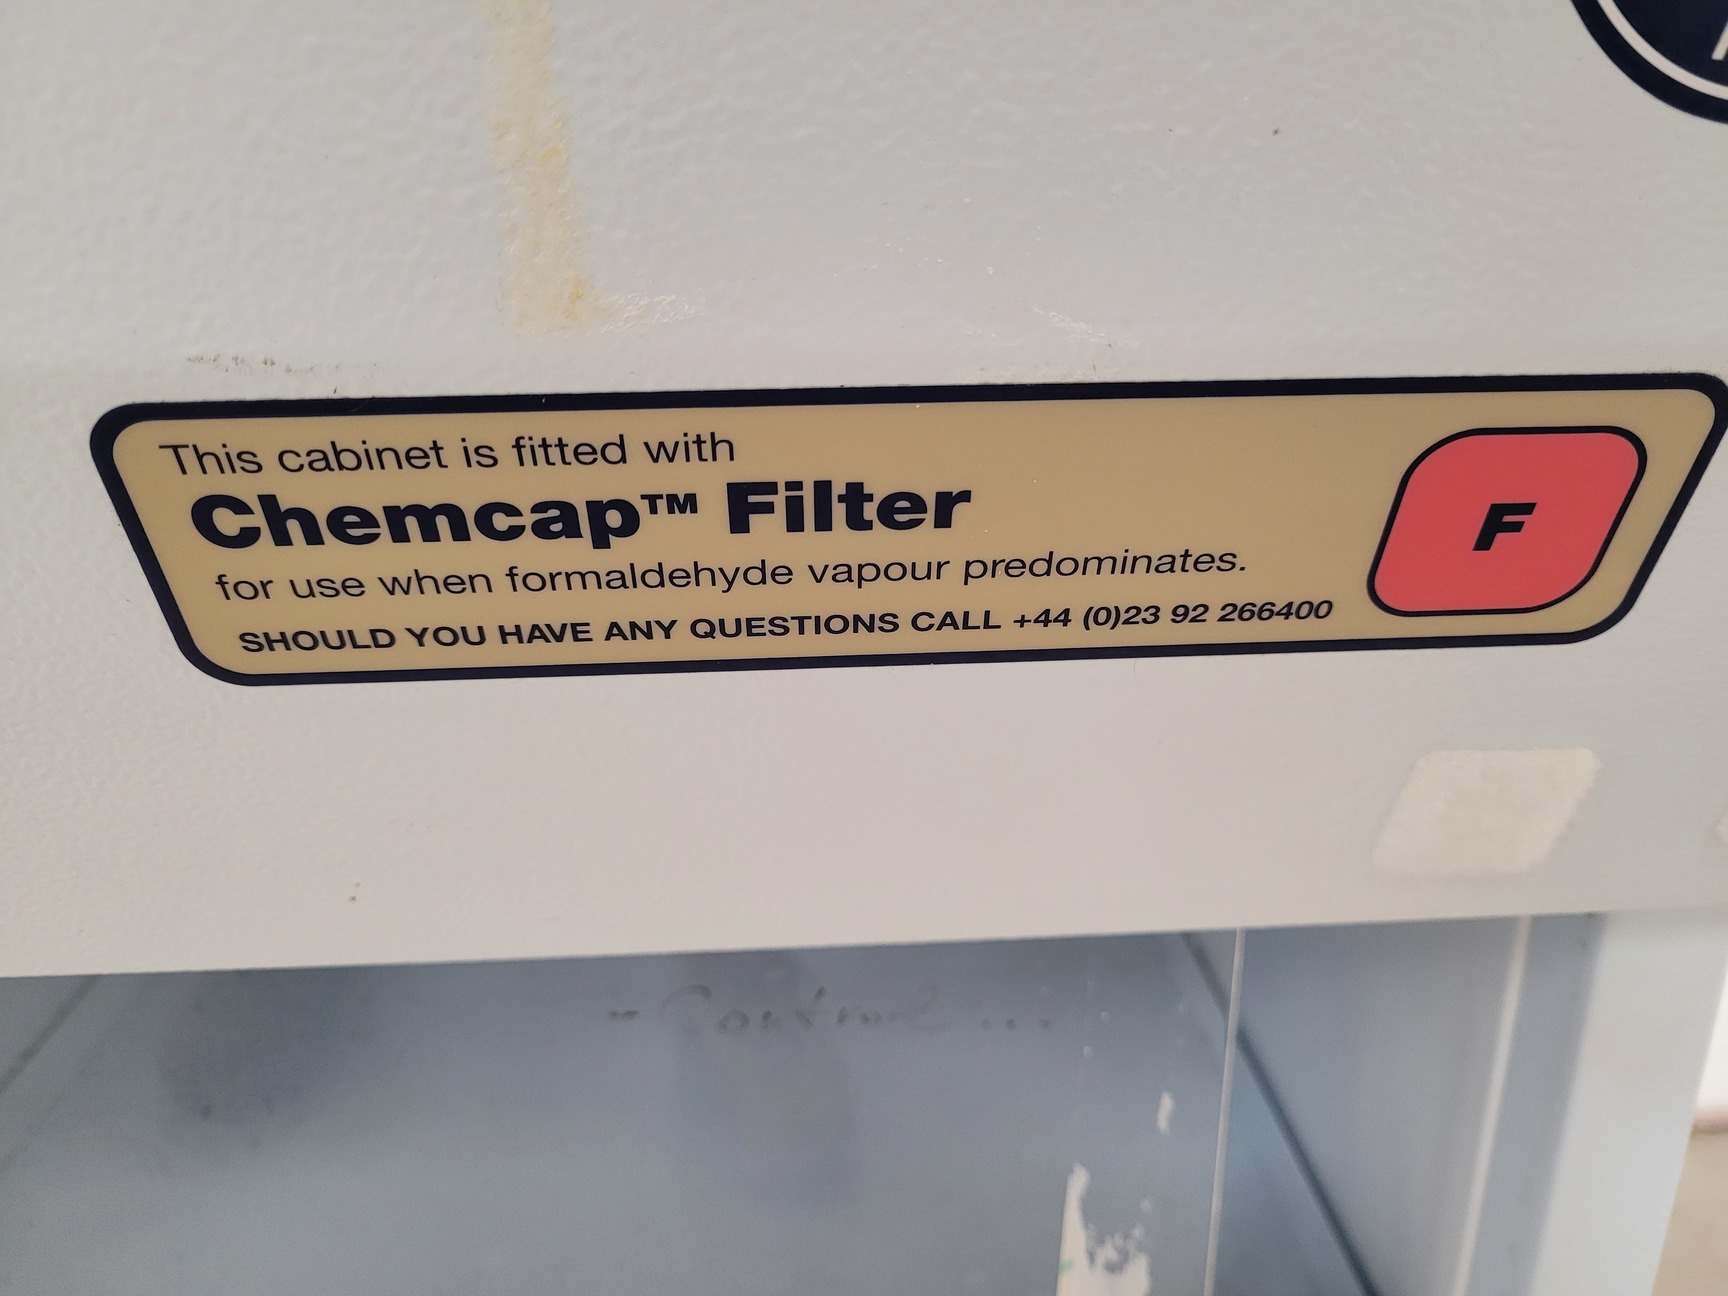 This cabinet is fitted with
Chemcap™ Filter
for use when formaldehyde vapour predominates.
SHOULD YOU HAVE ANY QUESTIONS CALL +44 (0)23 92 266400
F